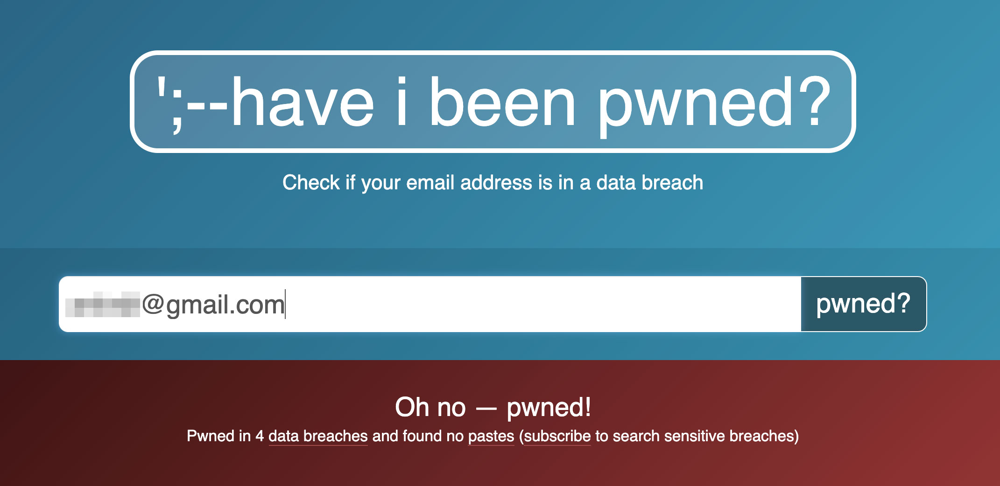 ';--have i been pwned?
Check if your email address is in a data breach
@gmail.com
pwned?
Oh no — pwned!
Pwned in 4 data breaches and found no pastes (subscribe to search sensitive breaches)